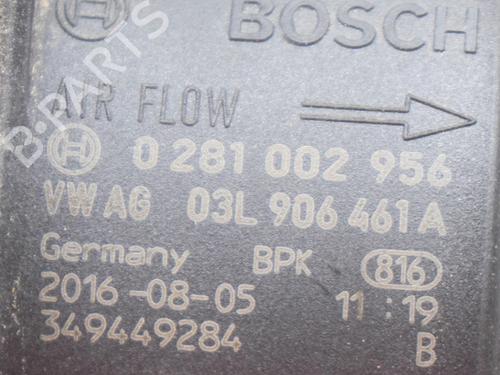 BOSCH
AIR FLOW
0 281 002 956
VW AG 03L 906 461 A
Germany BPK 816
2016-08-05 11:19
349449284 B
B-PARTS